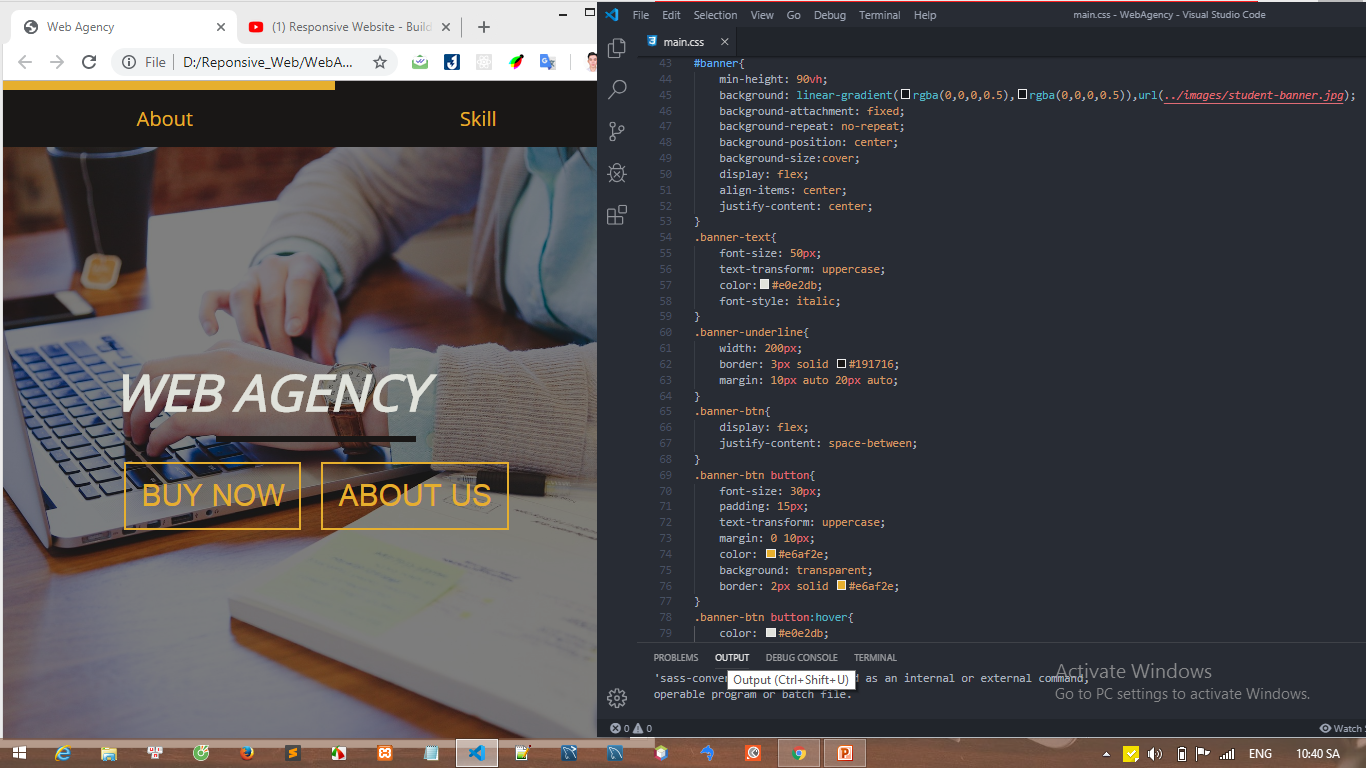 Web Agency
(1) Responsive Website - Build
File
D:/Reponsive_Web/WebA...
About
Skill
WEB AGENCY
BUY NOW
ABOUT US
File Edit Selection View Go Debug Terminal Help
main.css - WebAgency - Visual Studio Code
main.css
43 #banner{
44 min-height: 90vh;
45 background: linear-gradient(rgba(0,0,0,0.5),rgba(0,0,0,0.5)),url(../images/student-banner.jpg);
46 background-attachment: fixed;
47 background-repeat: no-repeat;
48 background-position: center;
49 background-size:cover;
50 display: flex;
51 align-items: center;
52 justify-content: center;
53 }
54 .banner-text{
55 font-size: 50px;
56 text-transform: uppercase;
57 color:#e0e2db;
58 font-style: italic;
59 }
60 .banner-underline{
61 width: 200px;
62 border: 3px solid #191716;
63 margin: 10px auto 20px auto;
64 }
65 .banner-btn{
66 display: flex;
67 justify-content: space-between;
68 }
69 .banner-btn button{
70 font-size: 30px;
71 padding: 15px;
72 text-transform: uppercase;
73 margin: 0 10px;
74 color: #e6af2e;
75 background: transparent;
76 border: 2px solid #e6af2e;
77 }
78 .banner-btn button:hover{
79 color: #e0e2db;
PROBLEMS OUTPUT DEBUG CONSOLE TERMINAL
'sass-conver d as an internal or external command,
Output (Ctrl+Shift+U)
operable program or batch file.
Activate Windows
Go to PC settings to activate Windows.
0 0
Watch
ENG 10:40 SA